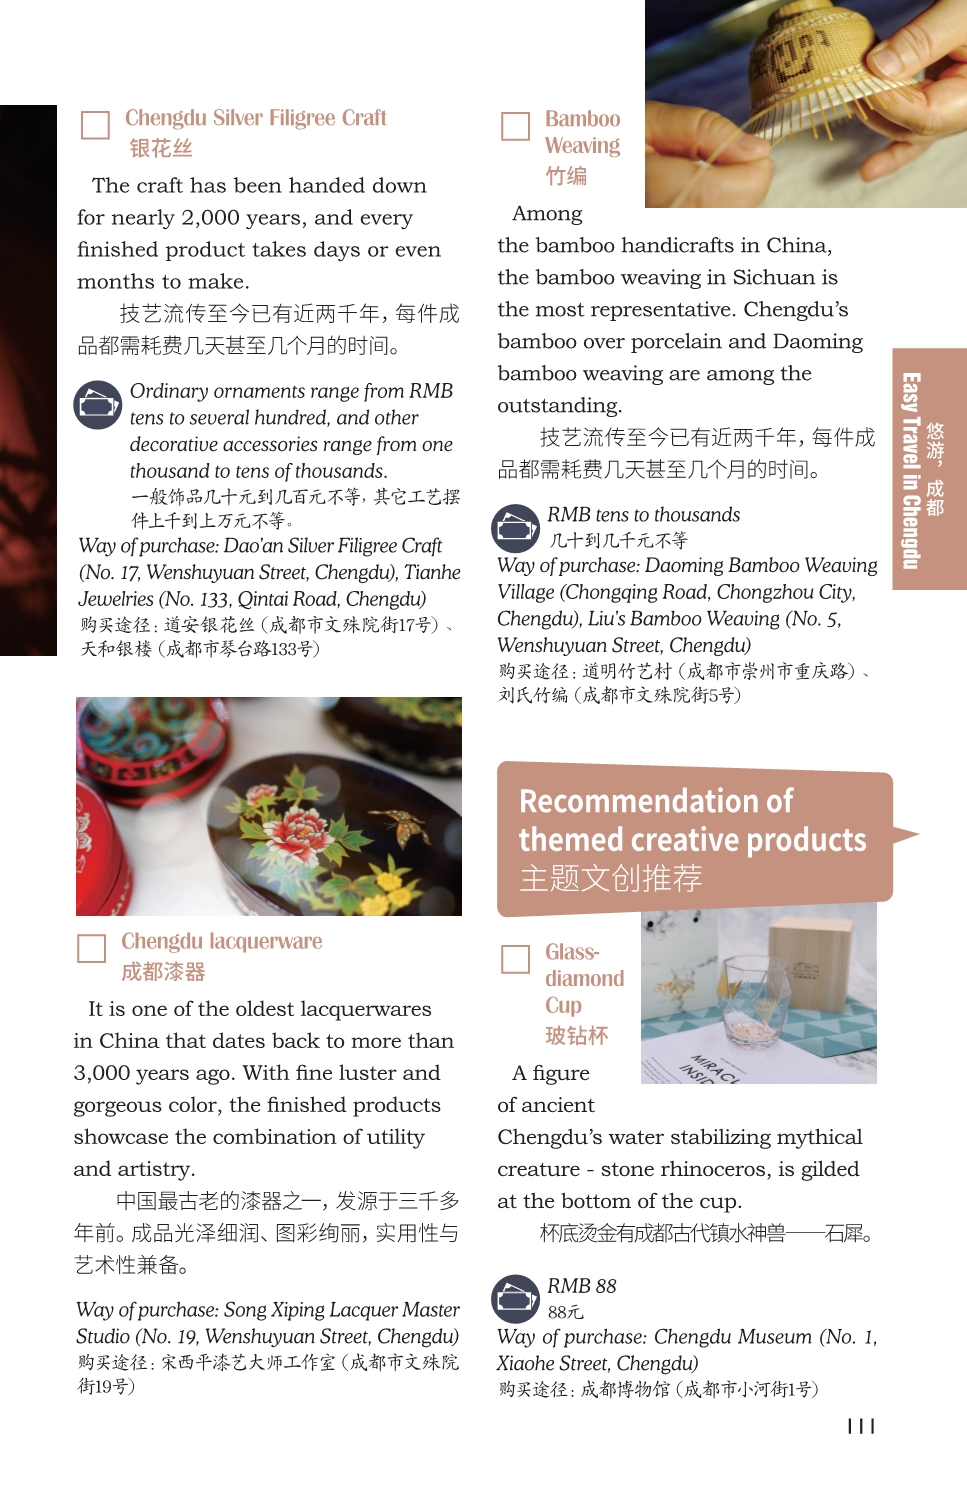 Chengdu Silver Filigree Craft
银花丝
The craft has been handed down
for nearly 2,000 years, and every
finished product takes days or even
months to make.
技艺流传至今已有近两千年，每件成
品都需耗费几天甚至几个月的时间。
Ordinary ornaments range from RMB
tens to several hundred, and other
decorative accessories range from one
thousand to tens of thousands.
一般饰品几十元到几百元不等，其它工艺摆
件上千到上万元不等。
Way of purchase: Dao'an Silver Filigree Craft
(No. 17, Wenshuyuan Street, Chengdu), Tianhe
Jewelries (No. 133, Qintai Road, Chengdu)
购买途径：道安银花丝（成都市文殊院街17号）、
天和银楼（成都市琴台路133号）
Chengdu lacquerware
成都漆器
It is one of the oldest lacquerwares
in China that dates back to more than
3,000 years ago. With fine luster and
gorgeous color, the finished products
showcase the combination of utility
and artistry.
中国最古老的漆器之一，发源于三千多
年前。成品光泽细润、图彩绚丽，实用性与
艺术性兼备。
Way of purchase: Song Xiping Lacquer Master
Studio (No. 19, Wenshuyuan Street, Chengdu)
购买途径：宋西平漆艺大师工作室（成都市文殊院
街19号）
Bamboo
Weaving
竹编
Among
the bamboo handicrafts in China,
the bamboo weaving in Sichuan is
the most representative. Chengdu's
bamboo over porcelain and Daoming
bamboo weaving are among the
outstanding.
技艺流传至今已有近两千年，每件成
品都需耗费几天甚至几个月的时间。
RMB tens to thousands
几十到几千元不等
Way of purchase: Daoming Bamboo Weaving
Village (Chongqing Road, Chongzhou City,
Chengdu), Liu's Bamboo Weaving (No. 5,
Wenshuyuan Street, Chengdu)
购买途径：道明竹艺村（成都市崇州市重庆路）、
刘氏竹编（成都市文殊院街5号）
Recommendation of
themed creative products
主题文创推荐
Glass-
diamond
Cup
玻钻杯
MIRACL
INSID
A figure
of ancient
Chengdu's water stabilizing mythical
creature - stone rhinoceros, is gilded
at the bottom of the cup.
杯底烫金有成都古代镇水神兽——石犀。
RMB 88
88元
Way of purchase: Chengdu Museum (No. 1,
Xiaohe Street, Chengdu)
购买途径：成都博物馆（成都市小河街1号）
悠游，成都
Easy Travel in Chengdu
111